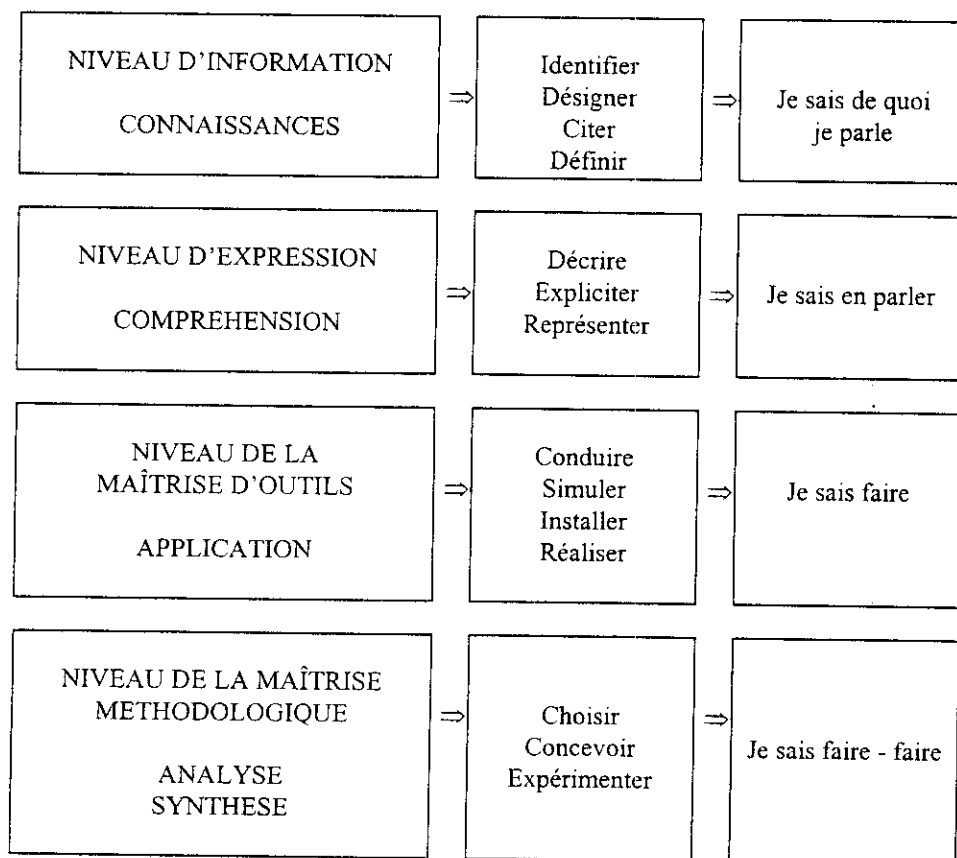 NIVEAU D'INFORMATION
CONNAISSANCES
⇒
Identifier
Désigner
Citer
Définir
⇒
Je sais de quoi
je parle
NIVEAU D'EXPRESSION
COMPREHENSION
⇒
Décrire
Expliciter
Représenter
⇒
Je sais en parler
NIVEAU DE LA
MAÎTRISE D'OUTILS
APPLICATION
⇒
Conduire
Simuler
Installer
Réaliser
⇒
Je sais faire
NIVEAU DE LA MAÎTRISE
METHODOLOGIQUE
ANALYSE
SYNTHESE
⇒
Choisir
Concevoir
Expérimenter
⇒
Je sais faire - faire